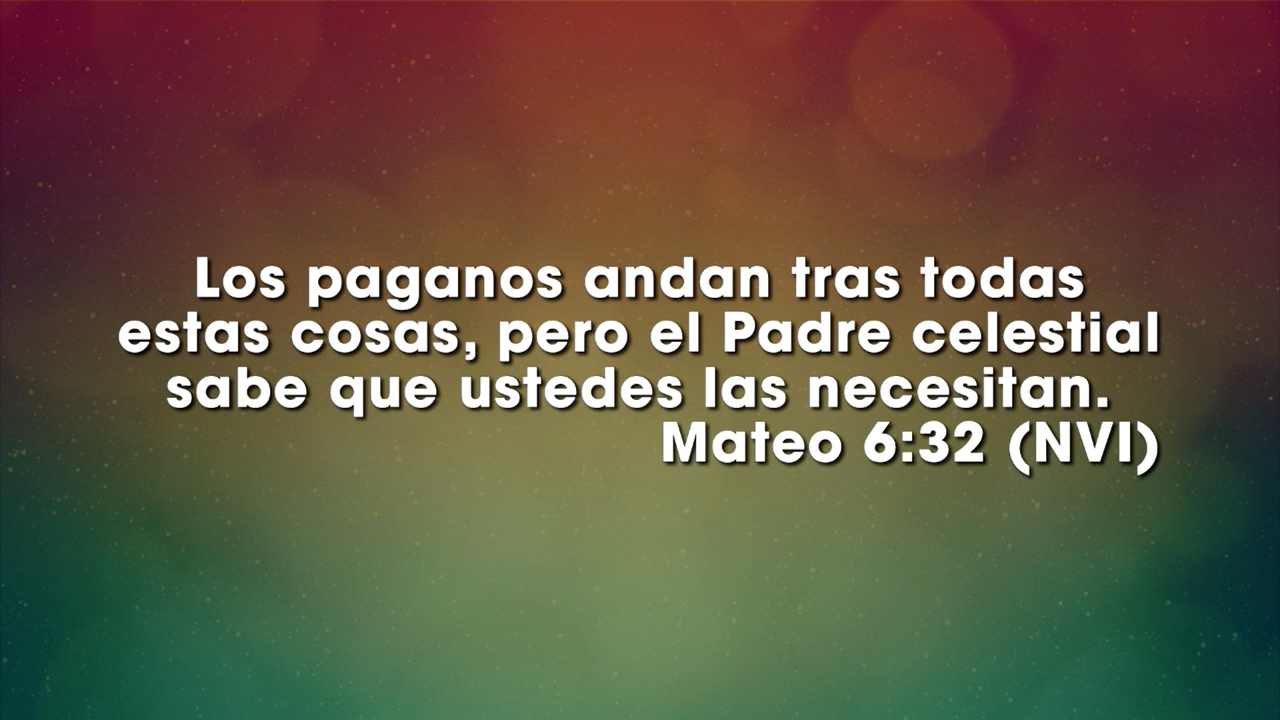 Los paganos andan tras todas
estas cosas, pero el Padre celestial
sabe que ustedes las necesitan.
Mateo 6:32 (NVI)